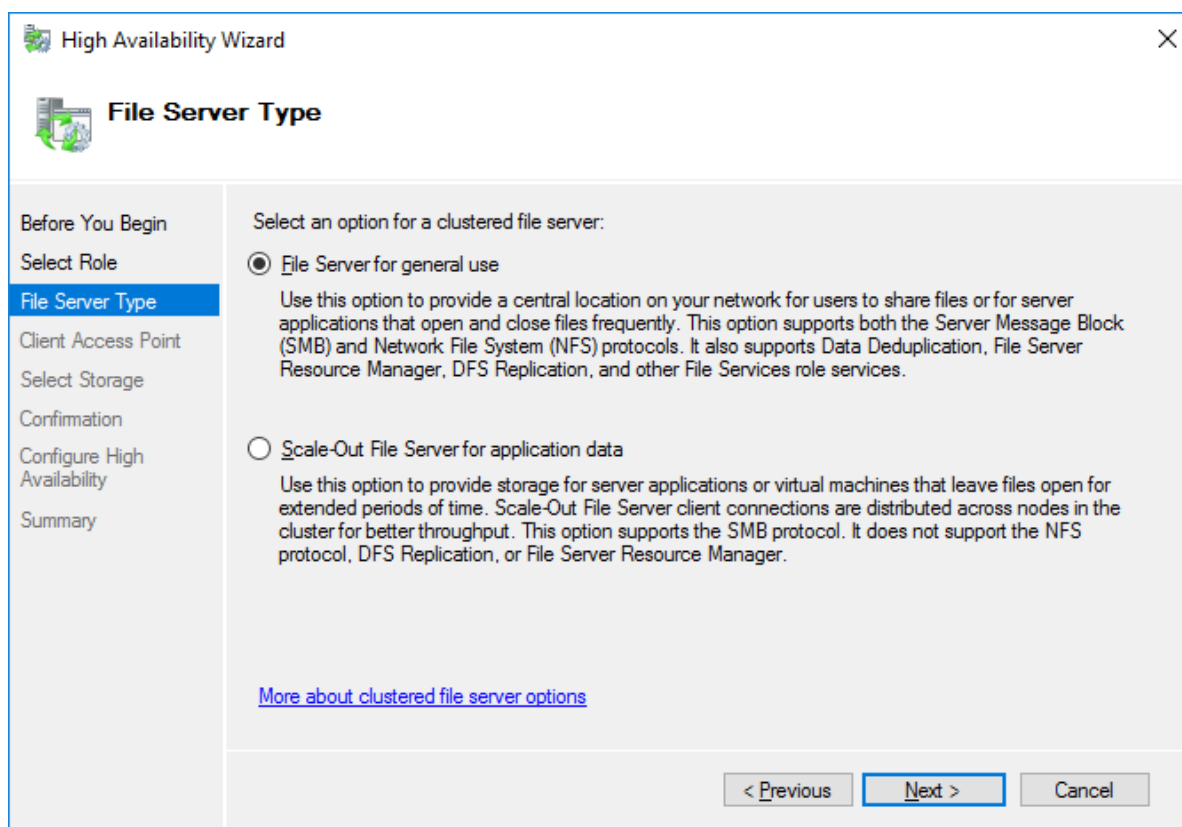 High Availability Wizard
File Server Type
Before You Begin
Select Role
File Server Type
Client Access Point
Select Storage
Confirmation
Configure High
Availability
Summary
Select an option for a clustered file server:
File Server for general use
Use this option to provide a central location on your network for users to share files or for server
applications that open and close files frequently. This option supports both the Server Message Block
(SMB) and Network File System (NFS) protocols. It also supports Data Deduplication, File Server
Resource Manager, DFS Replication, and other File Services role services.
Scale-Out File Server for application data
Use this option to provide storage for server applications or virtual machines that leave files open for
extended periods of time. Scale-Out File Server client connections are distributed across nodes in the
cluster for better throughput. This option supports the SMB protocol. It does not support the NFS
protocol, DFS Replication, or File Server Resource Manager.
More about clustered file server options
< Previous
Next >
Cancel